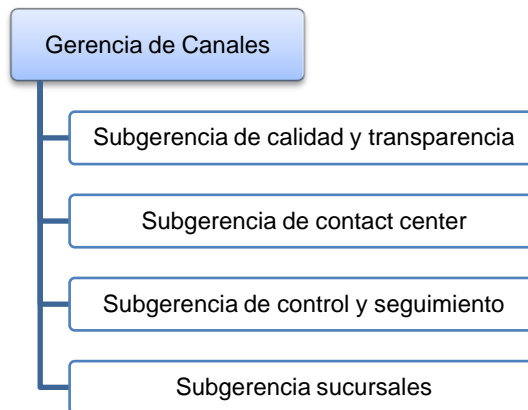 Gerencia de Canales
Subgerencia de calidad y transparencia
Subgerencia de contact center
Subgerencia de control y seguimiento
Subgerencia sucursales